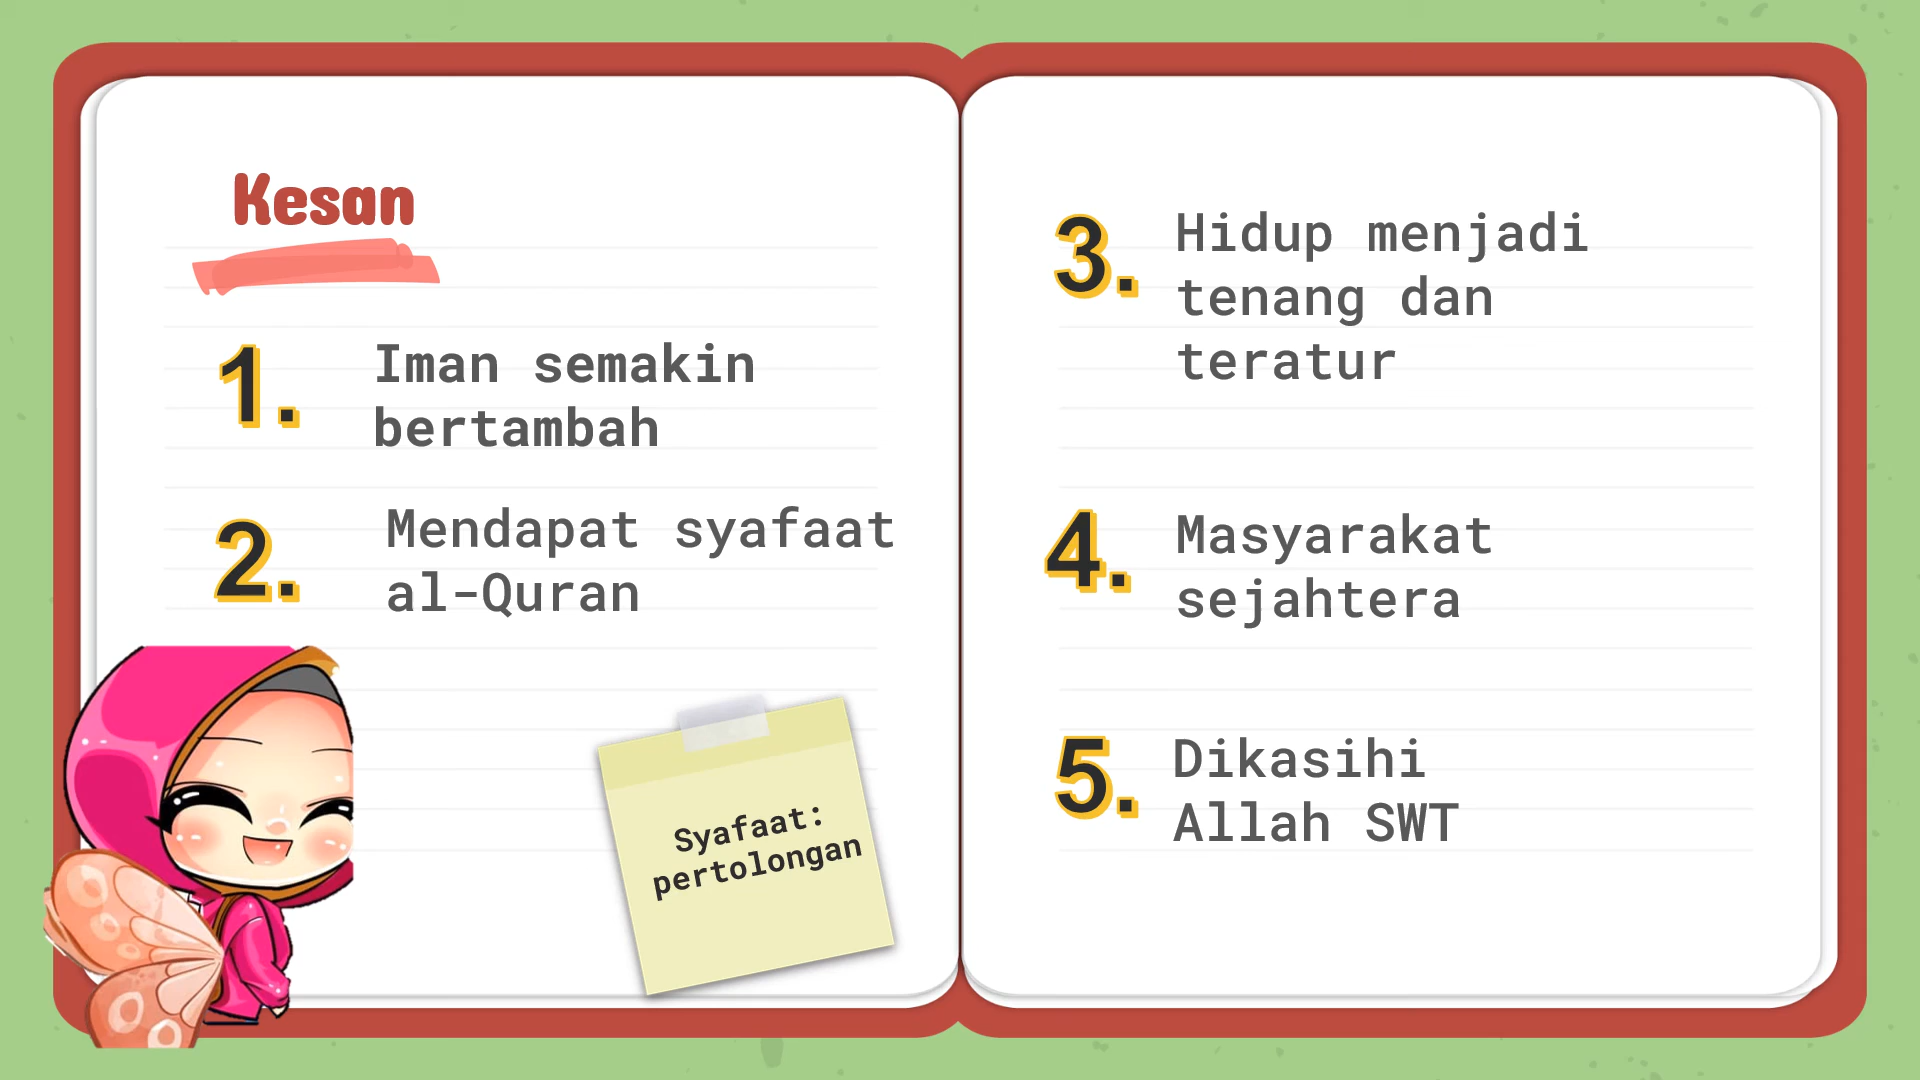 Kesan
1. Iman semakin
bertambah
2. Mendapat syafaat
al-Quran
Syafaat:
pertolongan
3. Hidup menjadi
tenang dan
teratur
4. Masyarakat
sejahtera
5. Dikasihi
Allah SWT